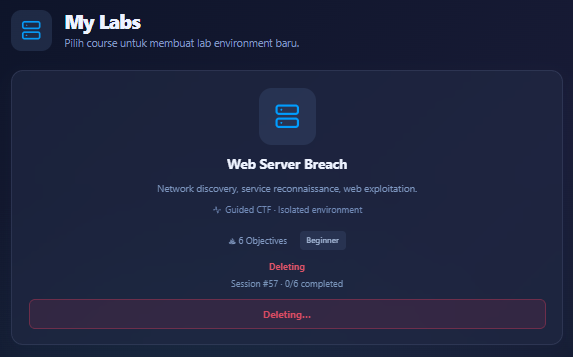 My Labs
Pilih course untuk membuat lab environment baru.
Web Server Breach
Network discovery, service reconnaissance, web exploitation.
Guided CTF · Isolated environment
6 Objectives Beginner
Deleting
Session #57 · 0/6 completed
Deleting...